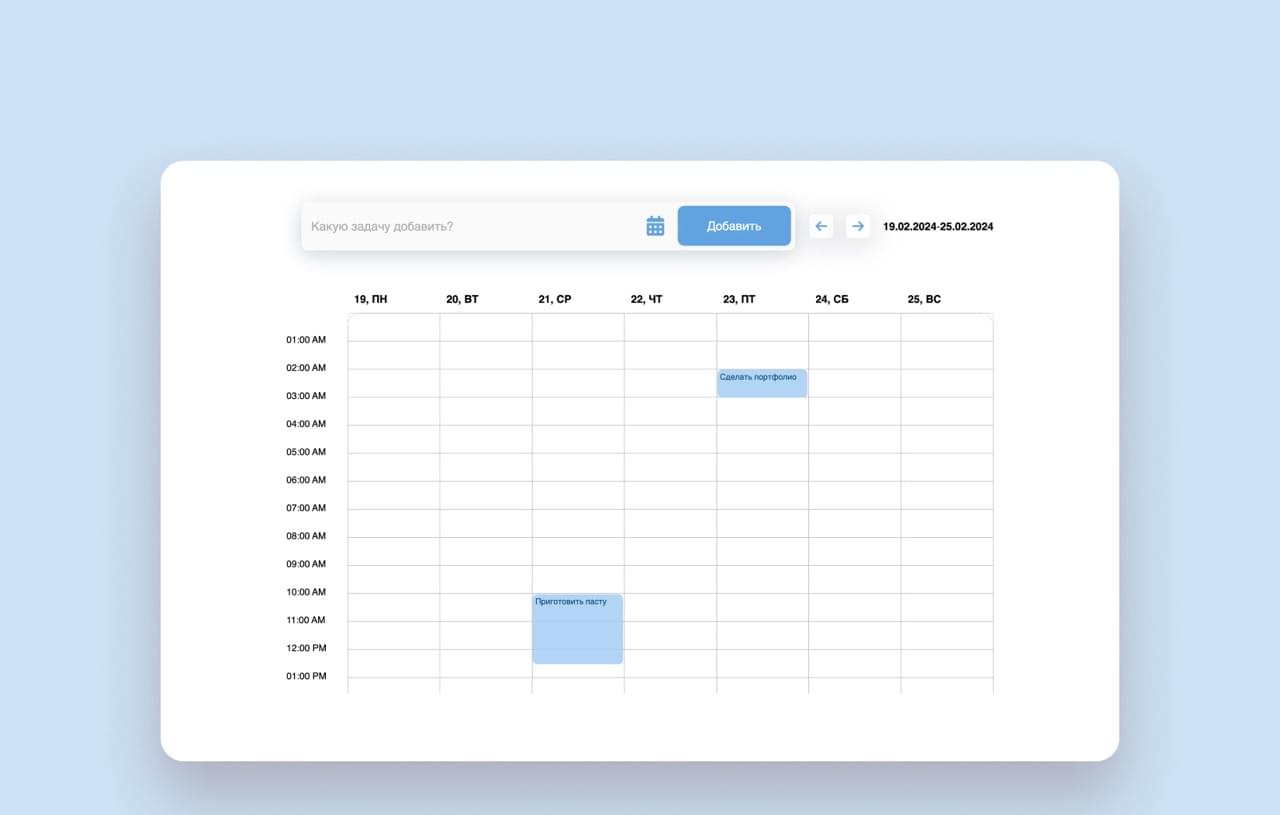 Какую задачу добавить?
Добавить
19.02.2024-25.02.2024
19, ПН
20, ВТ
21, СР
22, ЧТ
23, ПТ
24, СБ
25, ВС
01:00 AM
02:00 AM
Сделать портфолио
03:00 AM
04:00 AM
05:00 AM
06:00 AM
07:00 AM
08:00 AM
09:00 AM
10:00 AM
Приготовить пасту
11:00 AM
12:00 PM
01:00 PM